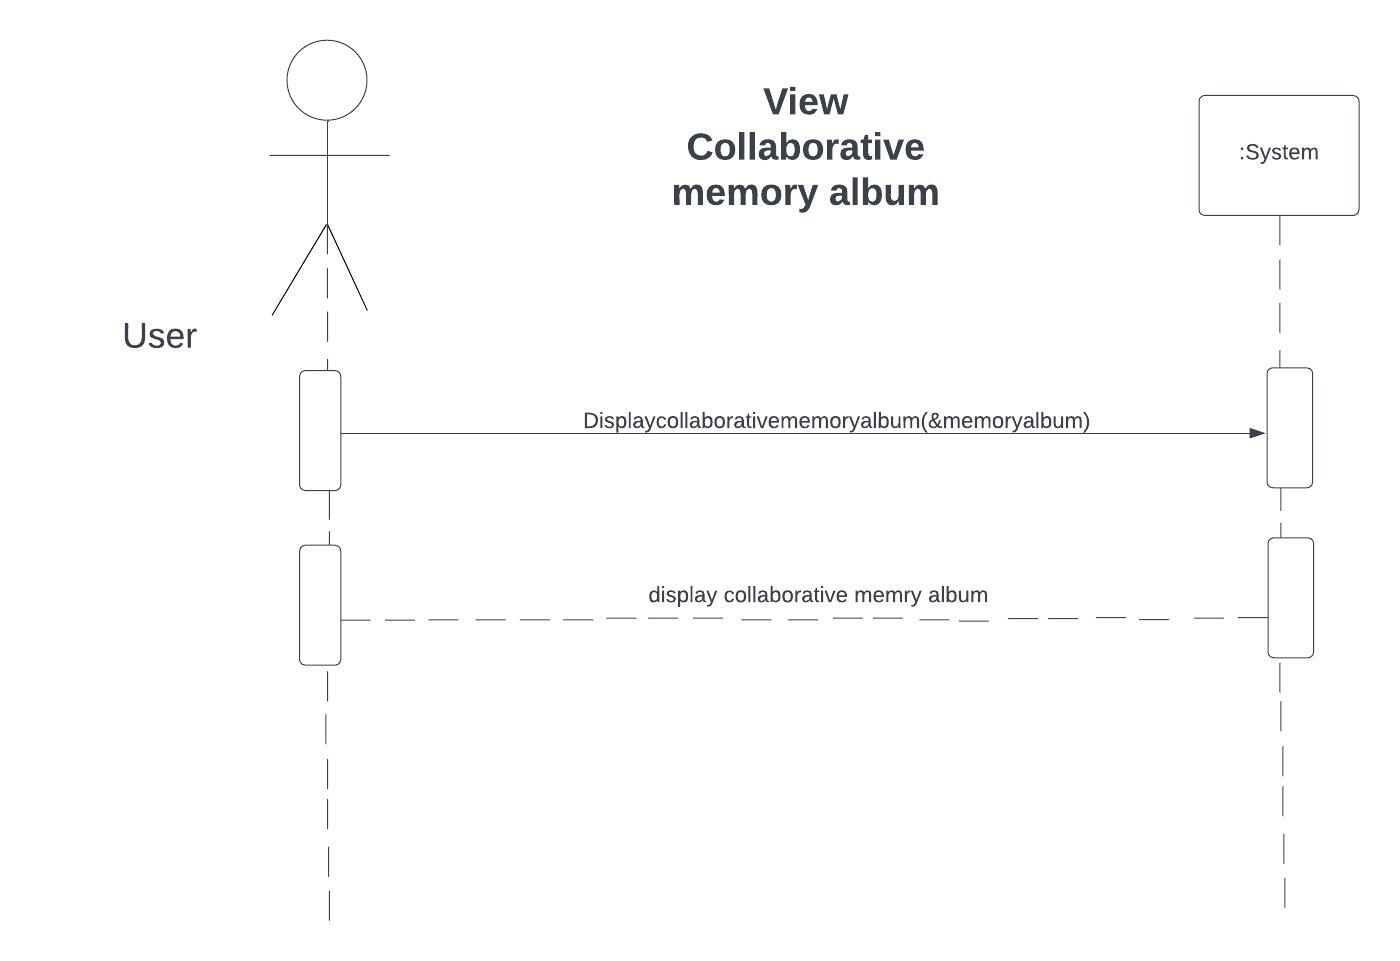 View
Collaborative
memory album
:System
User
Displaycollaborativememoryalbum(&memoryalbum)
display collaborative memry album